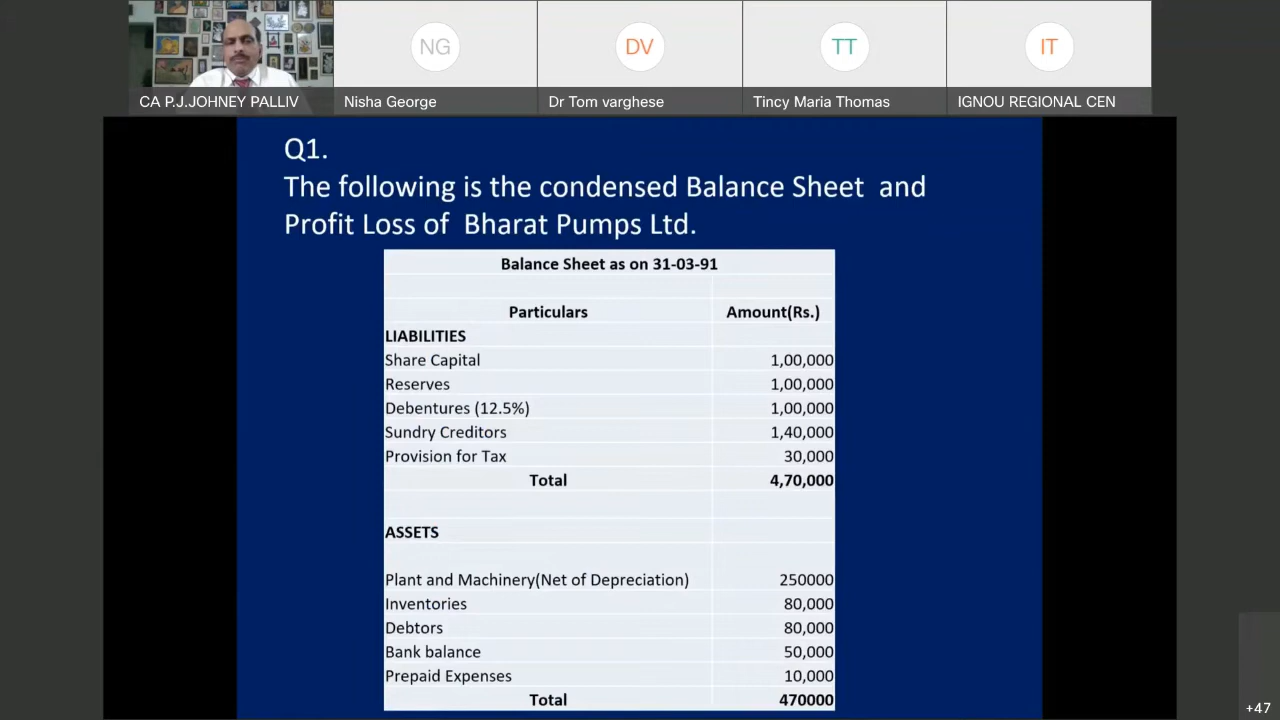 NG
DV
TT
IT
CA P.J.JOHNEY PALLIV
Nisha George
Dr Tom varghese
Tincy Maria Thomas
IGNOU REGIONAL CEN
Q1.
The following is the condensed Balance Sheet and
Profit Loss of Bharat Pumps Ltd.
Balance Sheet as on 31-03-91
Particulars Amount(Rs.)
LIABILITIES
Share Capital 1,00,000
Reserves 1,00,000
Debentures (12.5%) 1,00,000
Sundry Creditors 1,40,000
Provision for Tax 30,000
Total 4,70,000
ASSETS
Plant and Machinery(Net of Depreciation) 250000
Inventories 80,000
Debtors 80,000
Bank balance 50,000
Prepaid Expenses 10,000
Total 470000
+47